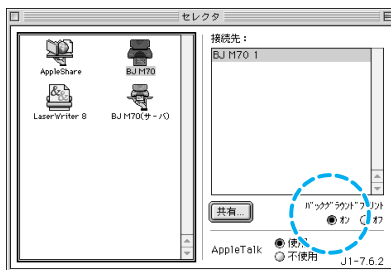 セレクタ
AppleShare
BJ M70
LaserWriter 8
BJ M70(サーバ)
接続先：
BJ M70 1
共有...
バックグラウンドプリント
オン
オフ
AppleTalk
使用
不使用
J1-7.6.2